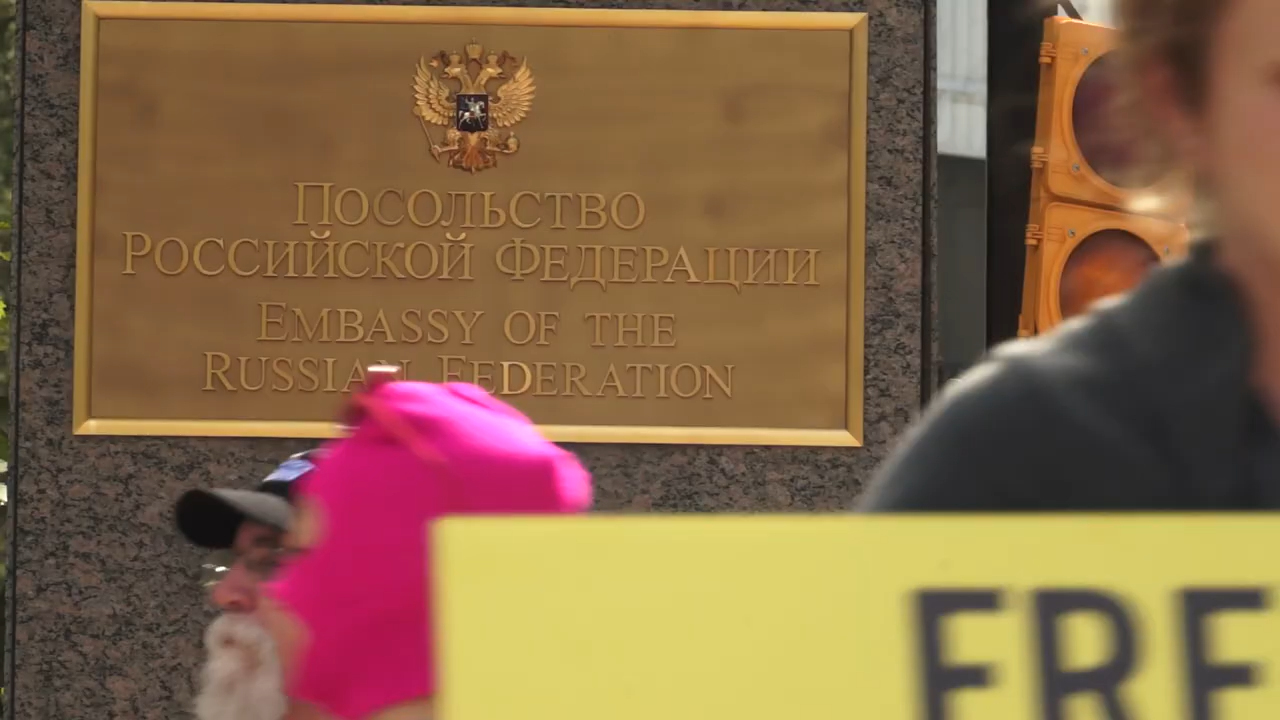 ПОСОЛЬСТВО
РОССИЙСКОЙ ФЕДЕРАЦИИ
EMBASSY OF THE
RUSSIAN FEDERATION
FRE